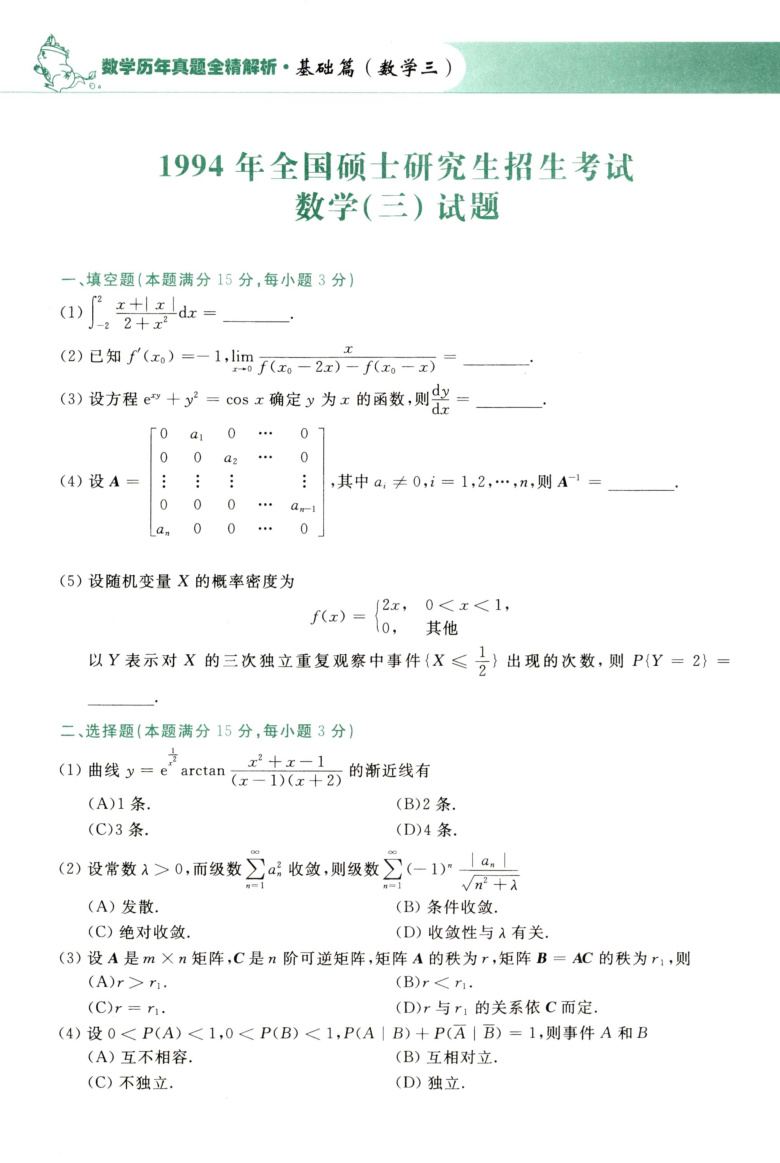 数学历年真题全精解析·基础篇(数学三)
1994 年全国硕士研究生招生考试
数学(三)试题
一、填空题(本题满分 15 分,每小题 3 分)
(1) ∫_{-2}^{2} (x+|x|)/(2+x²) dx = ______.
(2) 已知 f′(x₀) = −1, lim_{x→0} x/(f(x₀−2x)−f(x₀−x)) = ______.
(3) 设方程 e^{xy} + y² = cos x 确定 y 为 x 的函数,则 dy/dx = ______.
(4) 设 A = [0 a₁ 0 ⋯ 0; 0 0 a₂ ⋯ 0; ⋮ ⋮ ⋮ ⋮; 0 0 0 ⋯ a_{n−1}; a_n 0 0 ⋯ 0],其中 a_i ≠ 0, i = 1,2,⋯,n,则 A⁻¹ = ______.
(5) 设随机变量 X 的概率密度为
f(x) = {2x, 0<x<1,
0, 其他
以 Y 表示对 X 的三次独立重复观察中事件{X ≤ 1/2}出现的次数,则 P{Y = 2} =
______.
二、选择题(本题满分 15 分,每小题 3 分)
(1) 曲线 y = e^{1/x²} arctan (x²+x−1)/((x−1)(x+2)) 的渐近线有
(A)1 条. (B)2 条.
(C)3 条. (D)4 条.
(2) 设常数 λ > 0,而级数 ∑_{n=1}^{∞} a_n² 收敛,则级数 ∑_{n=1}^{∞} (−1)ⁿ |a_n|/√(n²+λ)
(A) 发散. (B) 条件收敛.
(C) 绝对收敛. (D) 收敛性与 λ 有关.
(3) 设 A 是 m × n 矩阵,C 是 n 阶可逆矩阵,矩阵 A 的秩为 r,矩阵 B = AC 的秩为 r₁,则
(A)r > r₁. (B)r < r₁.
(C)r = r₁. (D)r 与 r₁ 的关系依 C 而定.
(4) 设 0 < P(A) < 1,0 < P(B) < 1,P(A | B) + P(A̅ | B̅) = 1,则事件 A 和 B
(A) 互不相容. (B) 互相对立.
(C) 不独立. (D) 独立.